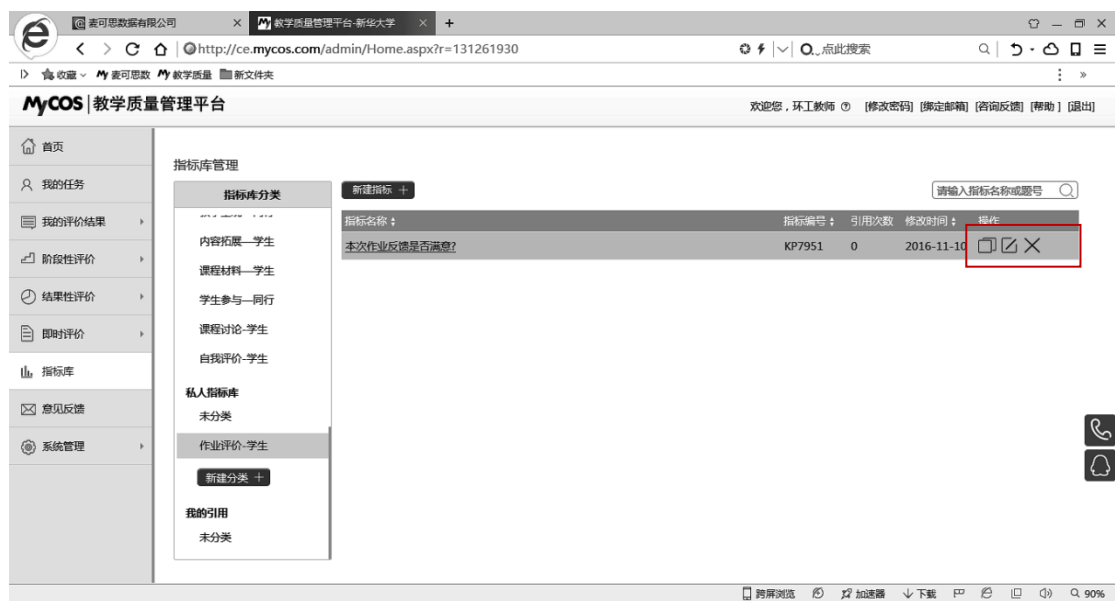 麦可思数据有限公司
教学质量管理平台-新华大学
http://ce.mycos.com/admin/Home.aspx?r=131261930
点此搜索
收藏 麦可思数 教学质量 新文件夹
MyCOS 教学质量管理平台
欢迎您，环工教师 [修改密码] [绑定邮箱] [咨询反馈] [帮助] [退出]
首页
我的任务
我的评价结果
阶段性评价
结果性评价
即时评价
指标库
意见反馈
系统管理
指标库管理
指标库分类
内容拓展—学生
课程材料—学生
学生参与—同行
课程讨论-学生
自我评价-学生
私人指标库
未分类
作业评价-学生
新建分类 +
我的引用
未分类
新建指标 +
请输入指标名称或题号
指标名称 指标编号 引用次数 修改时间 操作
本次作业反馈是否满意? KP7951 0 2016-11-10
跨屏浏览 加速器 下载 90%